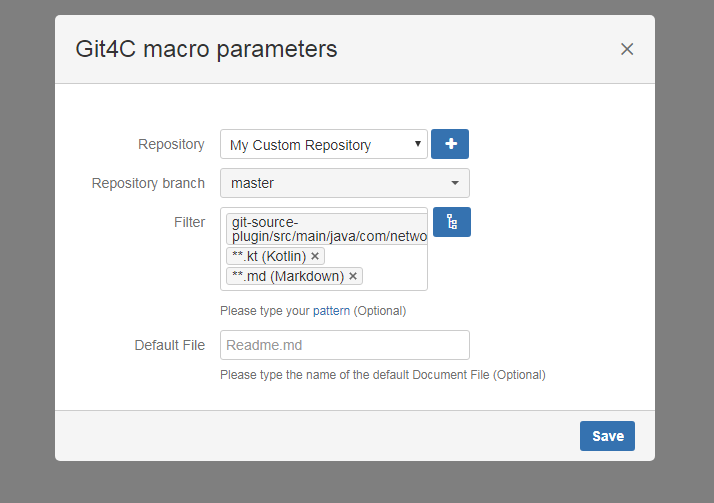 Git4C macro parameters
Repository
My Custom Repository
Repository branch
master
Filter
git-source-
plugin/src/main/java/com/netwo
**.kt (Kotlin)
**.md (Markdown)
Please type your pattern (Optional)
Default File
Readme.md
Please type the name of the default Document File (Optional)
Save